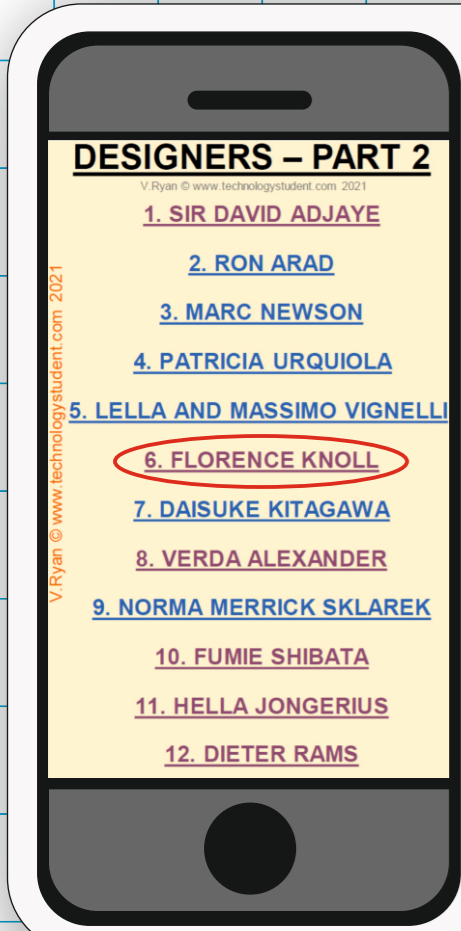 DESIGNERS – PART 2
V.Ryan © www.technologystudent.com 2021
1. SIR DAVID ADJAYE
2. RON ARAD
3. MARC NEWSON
4. PATRICIA URQUIOLA
5. LELLA AND MASSIMO VIGNELLI
6. FLORENCE KNOLL
7. DAISUKE KITAGAWA
8. VERDA ALEXANDER
9. NORMA MERRICK SKLAREK
10. FUMIE SHIBATA
11. HELLA JONGERIUS
12. DIETER RAMS
V.Ryan © www.technologystudent.com 2021